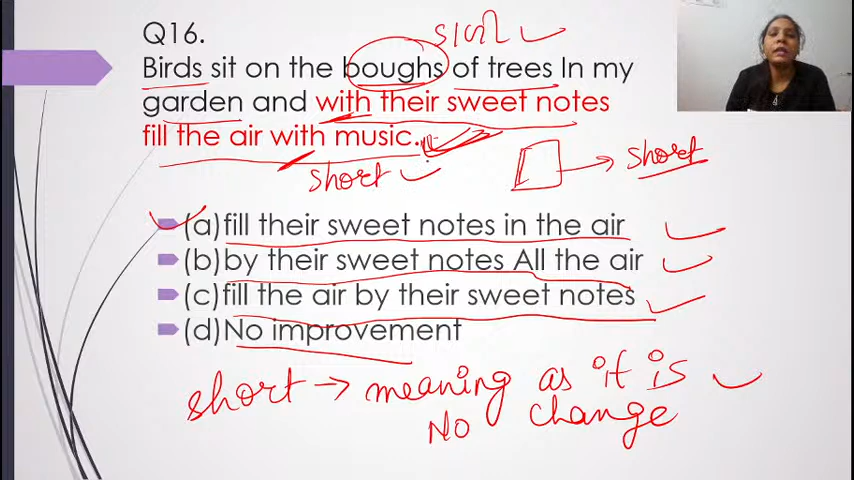 Q16.
Birds sit on the boughs of trees In my
garden and with their sweet notes
fill the air with music.
short
short
(a)fill their sweet notes in the air
(b)by their sweet notes All the air
(c)fill the air by their sweet notes
(d)No improvement
short → meaning as it is
No change